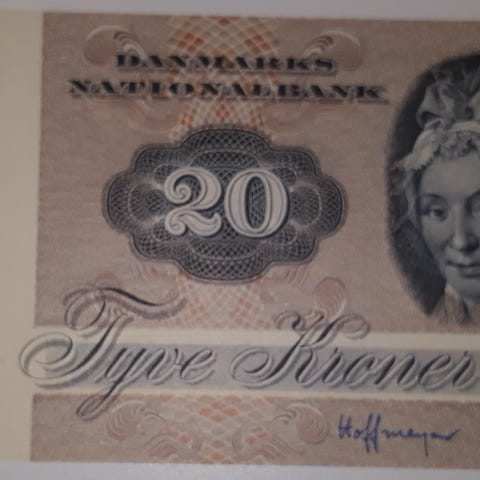 DANMARKS
NATIONALBANK
20
Tyve Kroner
Hoffmeyer